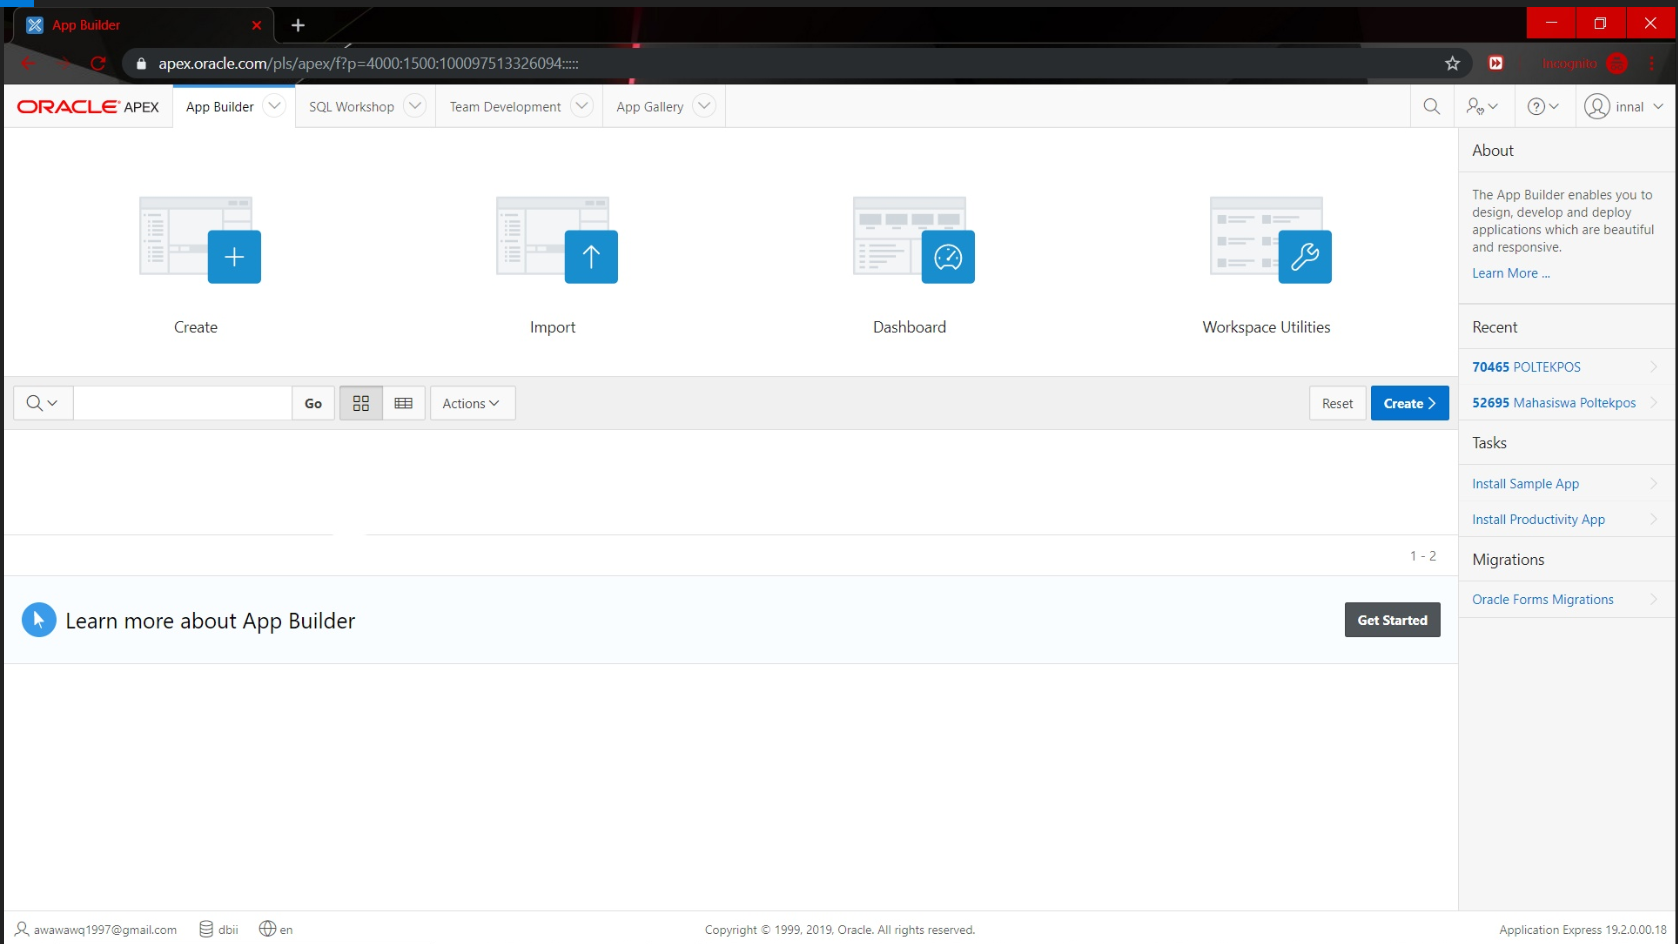 App Builder
apex.oracle.com/pls/apex/f?p=4000:1500:100097513326094:::::
Incognito
ORACLE APEX
App Builder
SQL Workshop
Team Development
App Gallery
innal
Create
Import
Dashboard
Workspace Utilities
Go
Actions
Reset
Create
1 - 2
Learn more about App Builder
Get Started
About
The App Builder enables you to
design, develop and deploy
applications which are beautiful
and responsive.
Learn More ...
Recent
70465 POLTEKPOS
52695 Mahasiswa Poltekpos
Tasks
Install Sample App
Install Productivity App
Migrations
Oracle Forms Migrations
awawawq1997@gmail.com
dbii
en
Copyright © 1999, 2019, Oracle. All rights reserved.
Application Express 19.2.0.00.18